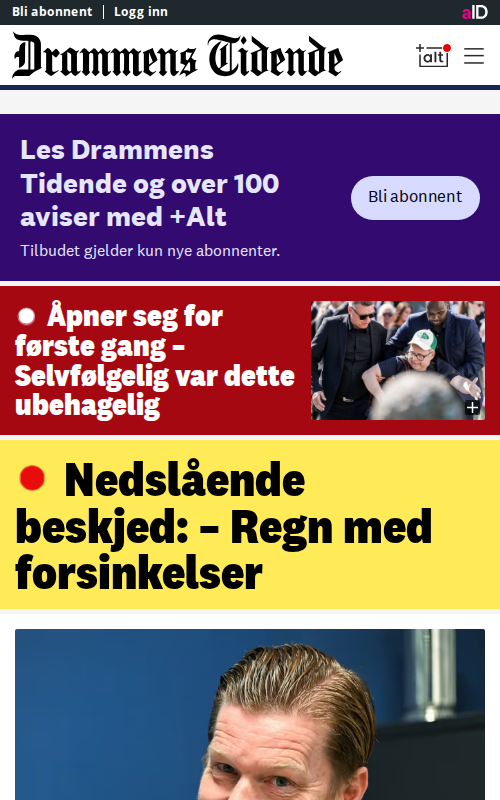 Bli abonnent | Logg inn
aID
Drammens Tidende
+alt
Les Drammens
Tidende og over 100
aviser med +Alt
Bli abonnent
Tilbudet gjelder kun nye abonnenter.
Åpner seg for
første gang –
Selvfølgelig var dette
ubehagelig
Nedslående
beskjed: – Regn med
forsinkelser